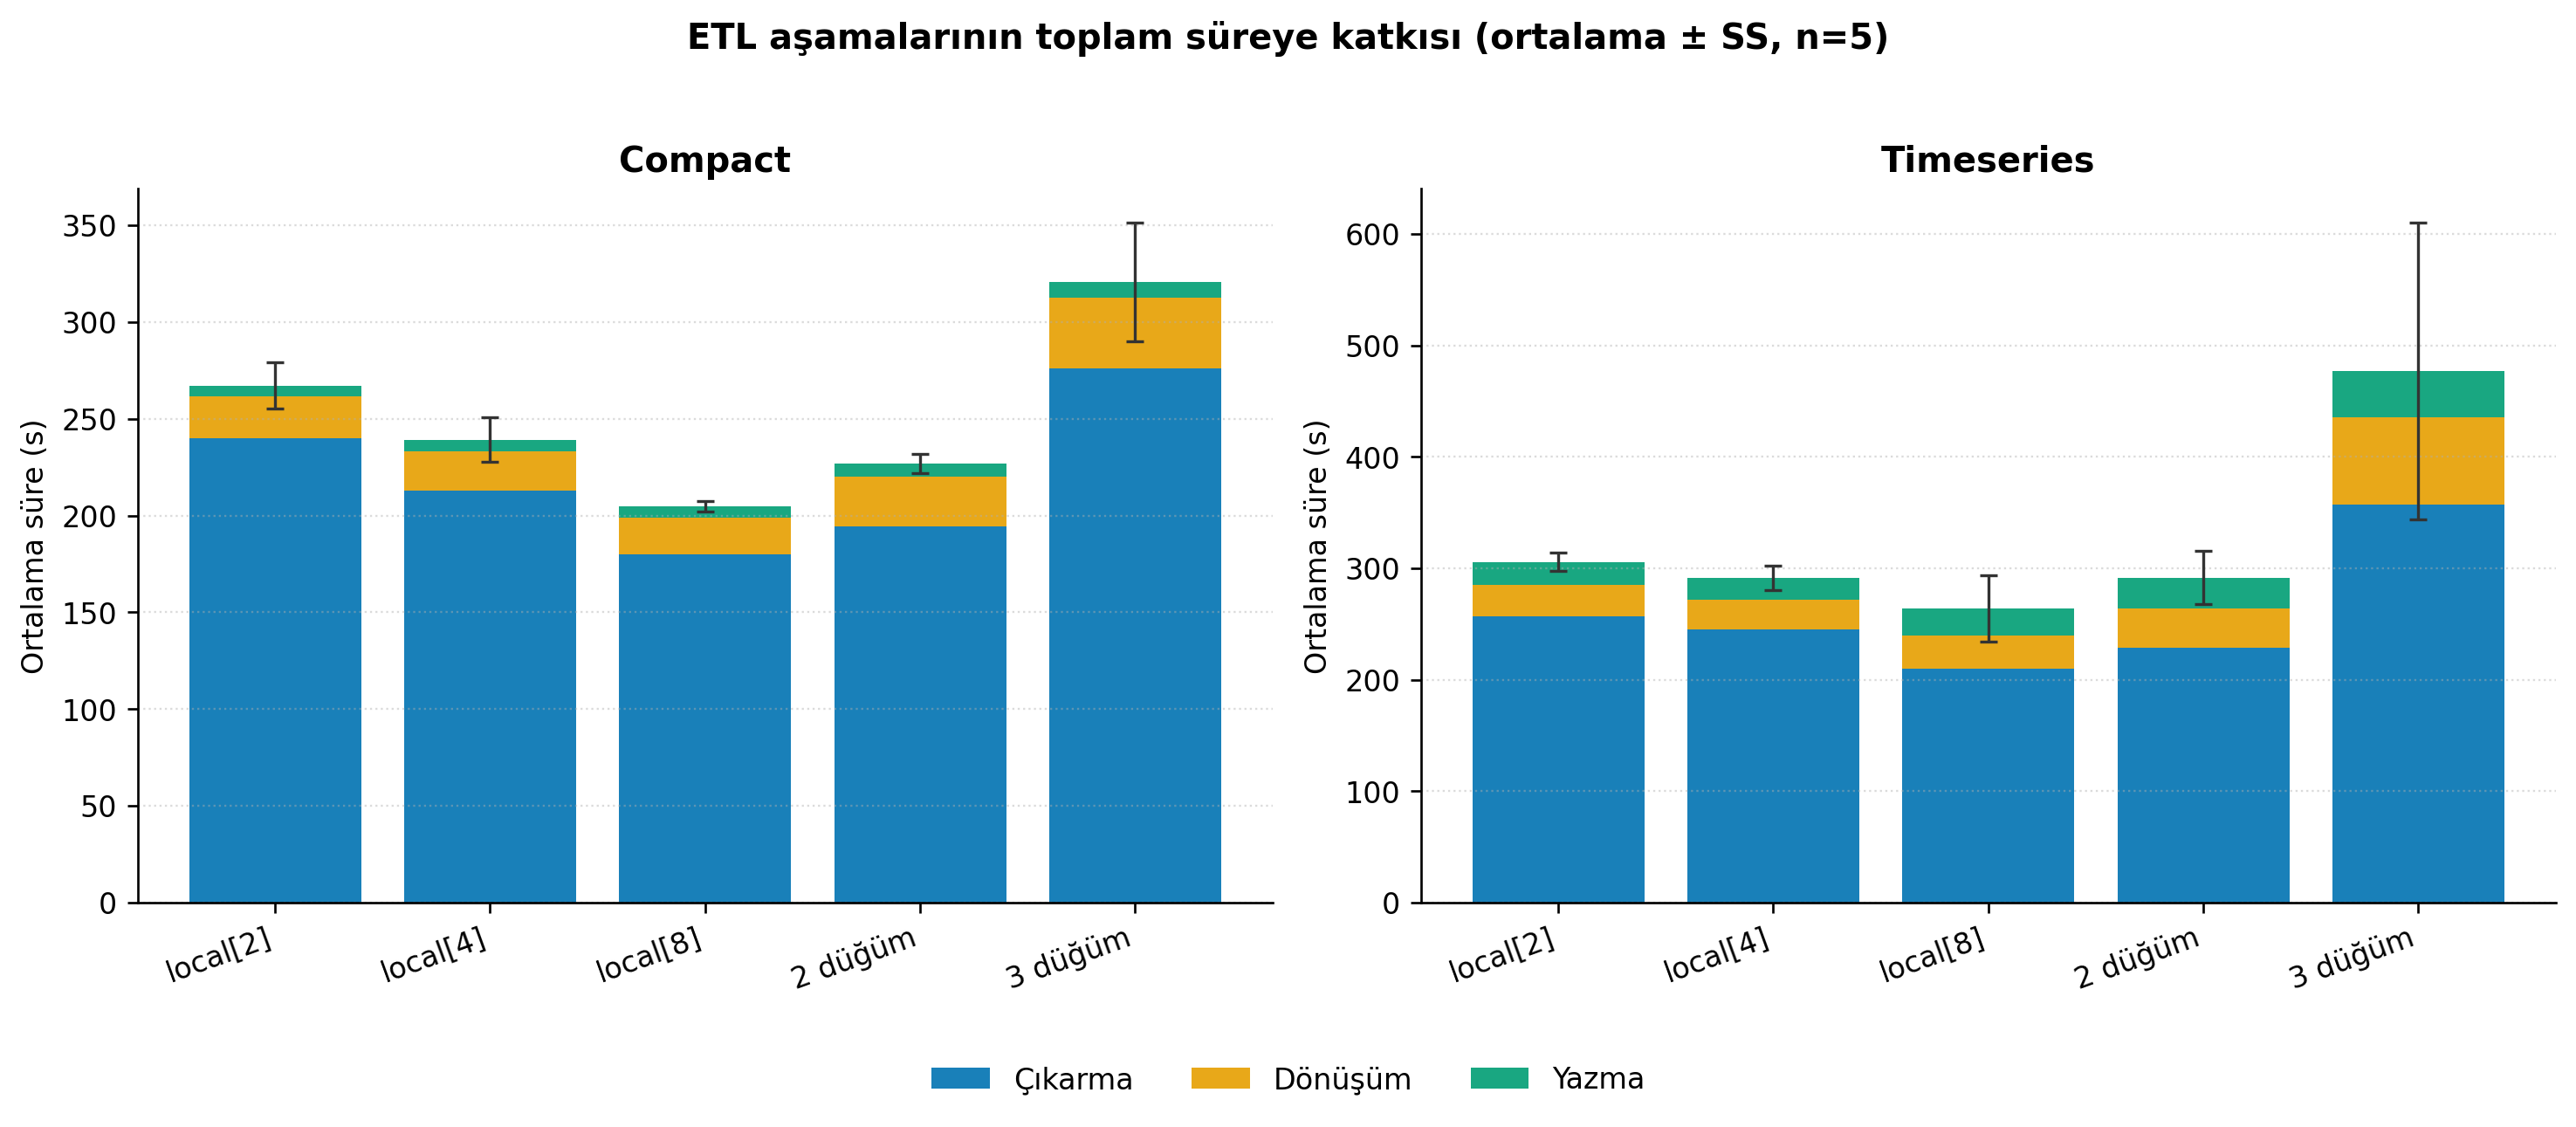 ETL aşamalarının toplam süreye katkısı (ortalama ± SS, n=5)
Compact
Ortalama süre (s)
350
300
250
200
150
100
50
0
local[2]
local[4]
local[8]
2 düğüm
3 düğüm
Timeseries
Ortalama süre (s)
600
500
400
300
200
100
0
local[2]
local[4]
local[8]
2 düğüm
3 düğüm
Çıkarma
Dönüşüm
Yazma